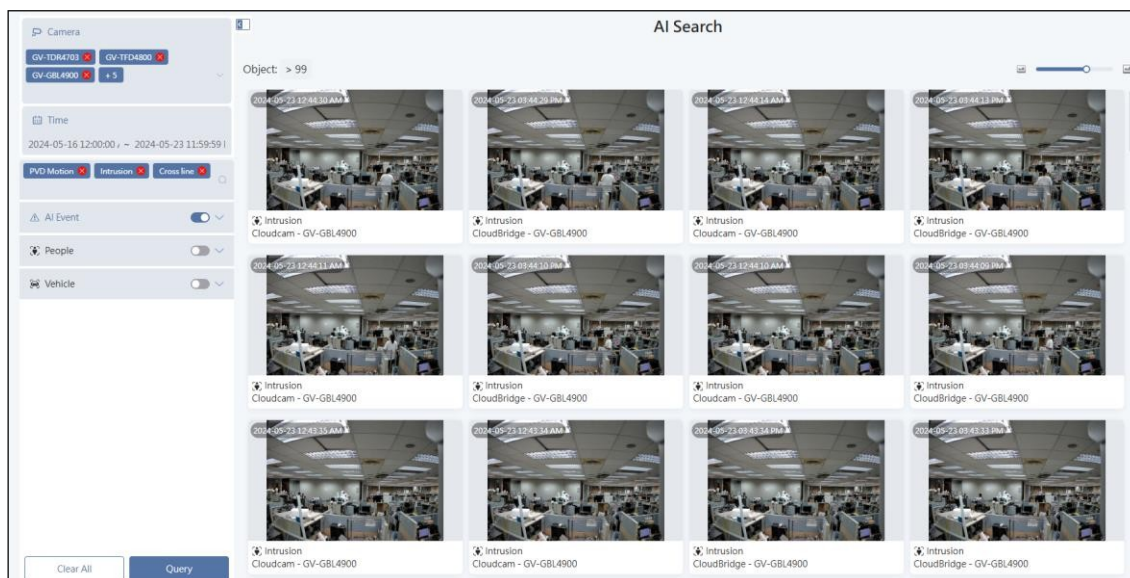 AI Search
Camera
GV-TDR4703 GV-TFD4800
GV-GBL4900 + 5
Time
2024-05-16 12:00:00 ~ 2024-05-23 11:59:59
PVD Motion Intrusion Cross line
AI Event
People
Vehicle
Clear All Query
Object: > 99
2024-05-23 12:44:30 AM 2024-05-23 03:44:29 PM 2024-05-23 12:44:14 AM 2024-05-23 03:44:13 PM
Intrusion Intrusion Intrusion Intrusion
Cloudcam - GV-GBL4900 CloudBridge - GV-GBL4900 Cloudcam - GV-GBL4900 CloudBridge - GV-GBL4900
2024-05-23 12:44:11 AM 2024-05-23 03:44:10 PM 2024-05-23 12:44:10 AM 2024-05-23 03:44:09 PM
Intrusion Intrusion Intrusion Intrusion
Cloudcam - GV-GBL4900 CloudBridge - GV-GBL4900 Cloudcam - GV-GBL4900 CloudBridge - GV-GBL4900
2024-05-23 12:43:35 AM 2024-05-23 12:43:34 AM 2024-05-23 03:43:34 PM 2024-05-23 03:43:33 PM
Intrusion Intrusion Intrusion Intrusion
Cloudcam - GV-GBL4900 Cloudcam - GV-GBL4900 CloudBridge - GV-GBL4900 CloudBridge - GV-GBL4900